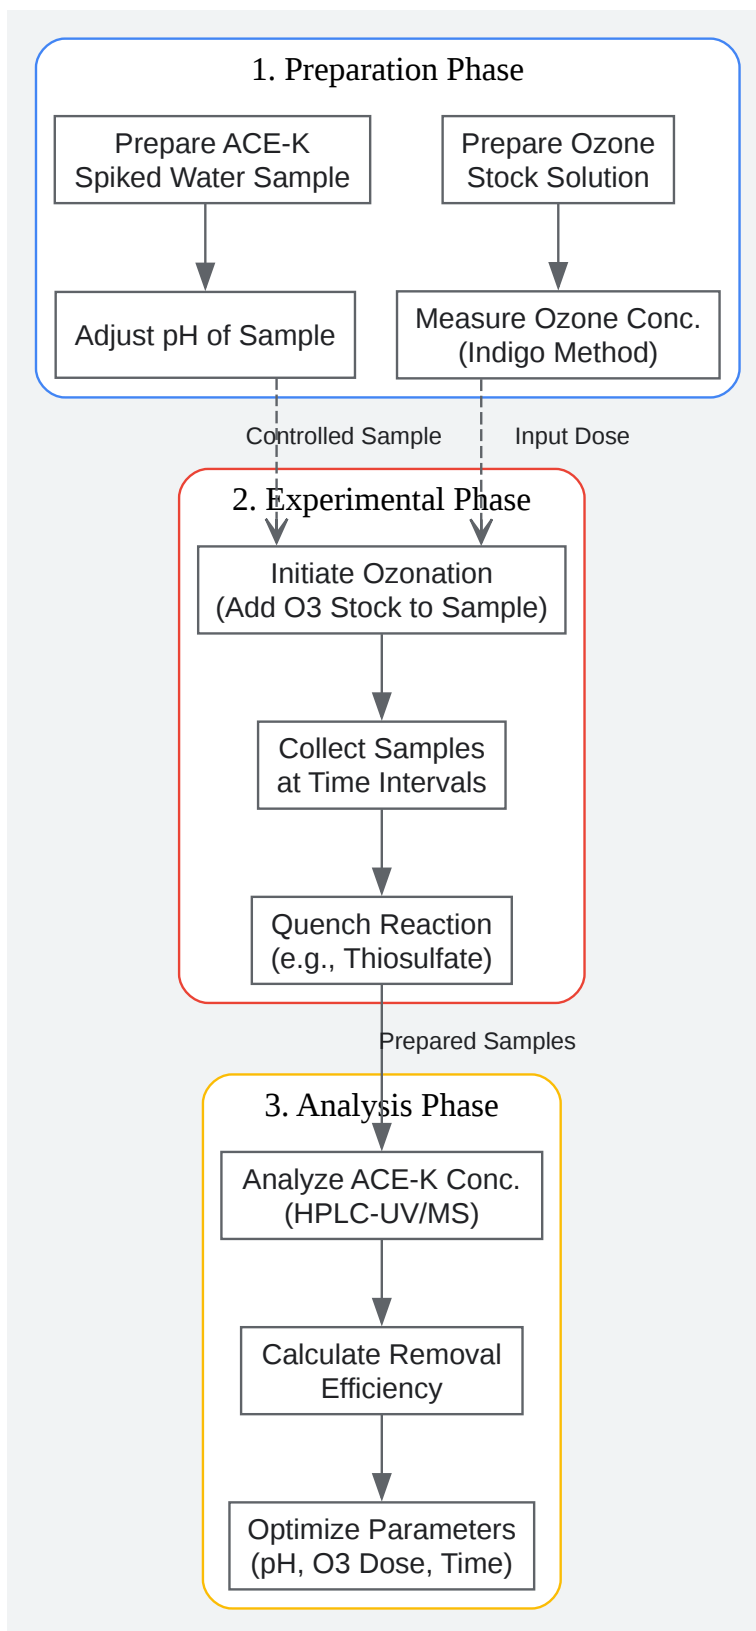 1. Preparation Phase
Prepare ACE-K
Spiked Water Sample
Prepare Ozone
Stock Solution
Adjust pH of Sample
Measure Ozone Conc.
(Indigo Method)
Controlled Sample
Input Dose
2. Experimental Phase
Initiate Ozonation
(Add O3 Stock to Sample)
Collect Samples
at Time Intervals
Quench Reaction
(e.g., Thiosulfate)
Prepared Samples
3. Analysis Phase
Analyze ACE-K Conc.
(HPLC-UV/MS)
Calculate Removal
Efficiency
Optimize Parameters
(pH, O3 Dose, Time)